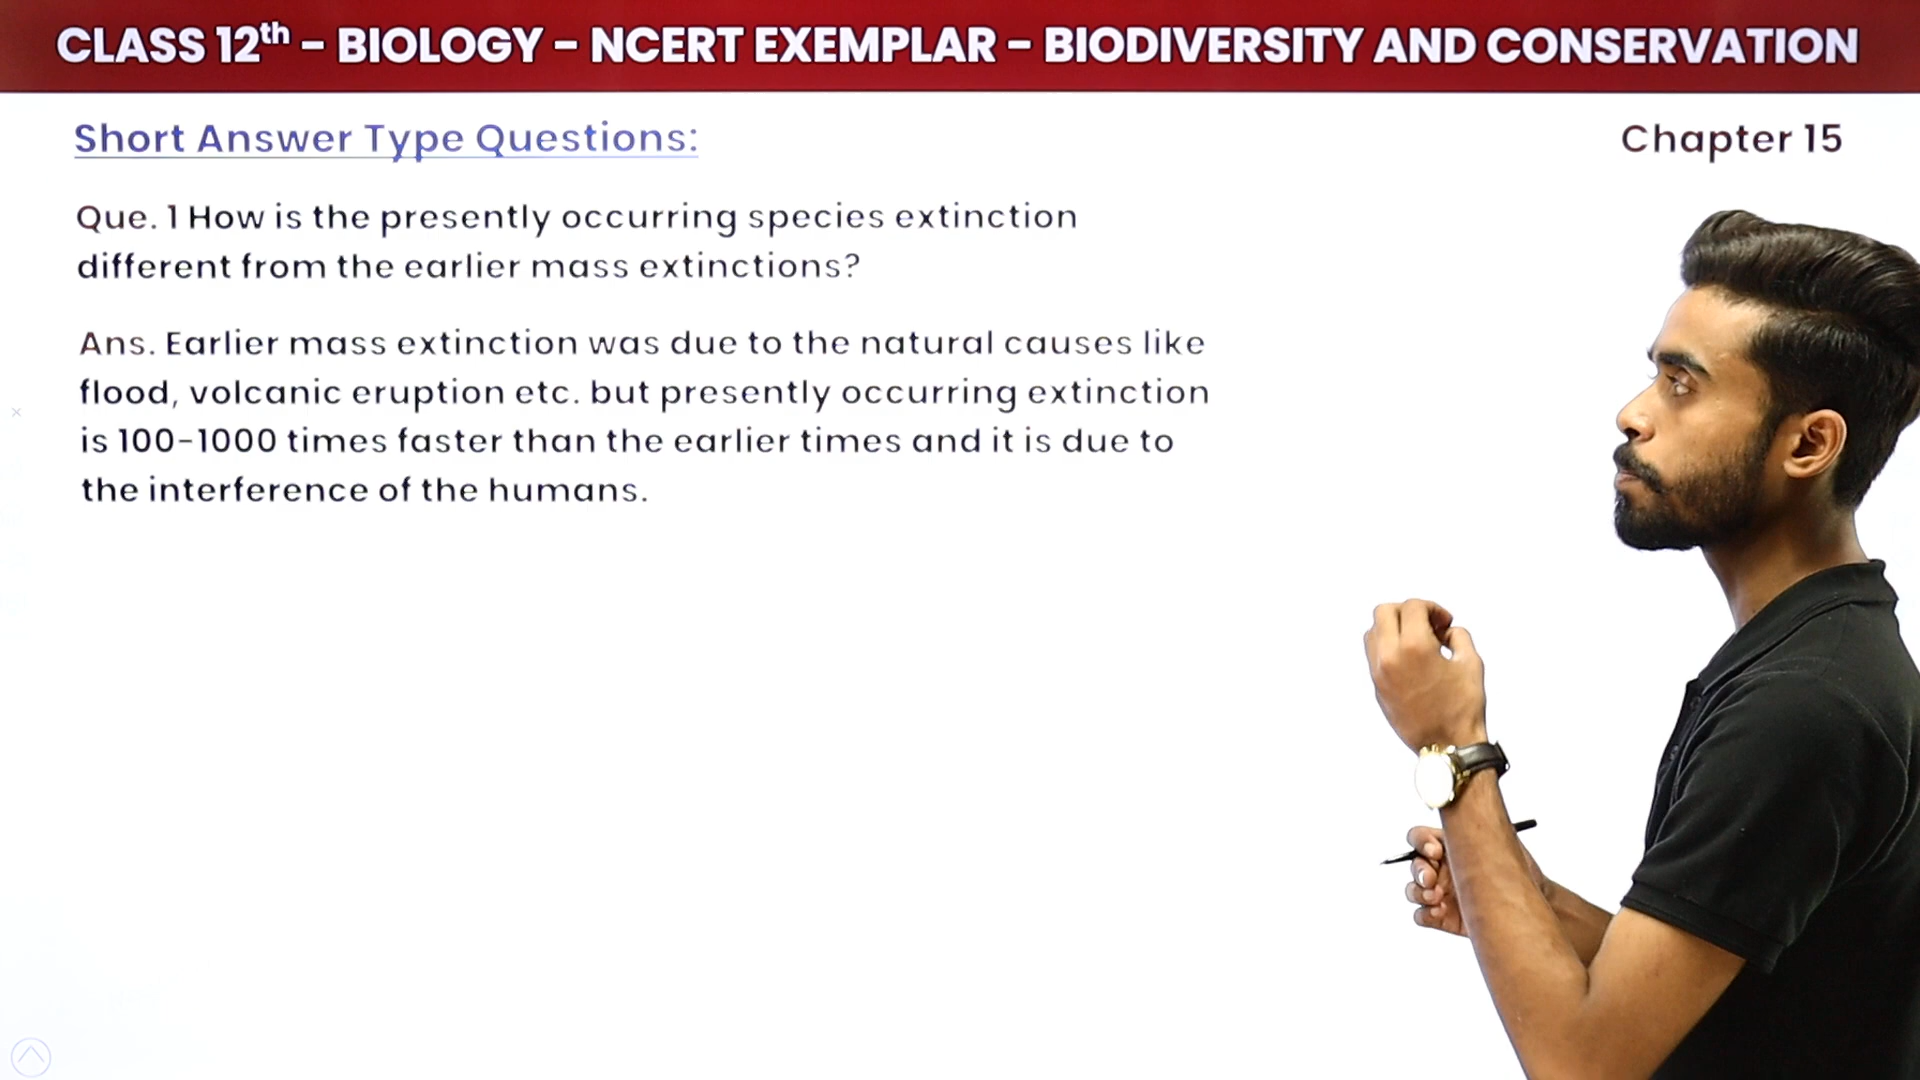 CLASS 12th - BIOLOGY - NCERT EXEMPLAR - BIODIVERSITY AND CONSERVATION
Short Answer Type Questions:
Chapter 15
Que. 1 How is the presently occurring species extinction
different from the earlier mass extinctions?
Ans. Earlier mass extinction was due to the natural causes like
flood, volcanic eruption etc. but presently occurring extinction
is 100-1000 times faster than the earlier times and it is due to
the interference of the humans.